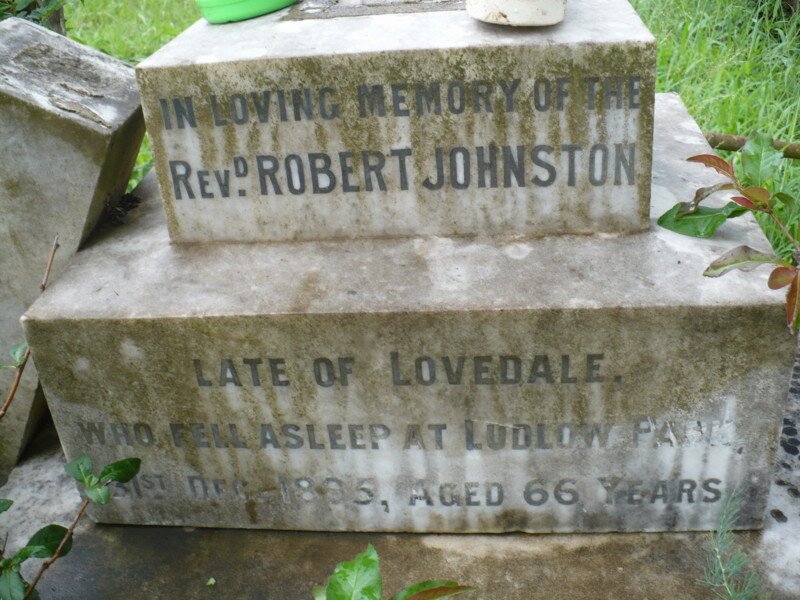 IN LOVING MEMORY OF THE
REVD. ROBERT JOHNSTON
LATE OF LOVEDALE.
WHO FELL ASLEEP AT LUDLOW
DEC. AGED 66 YEARS